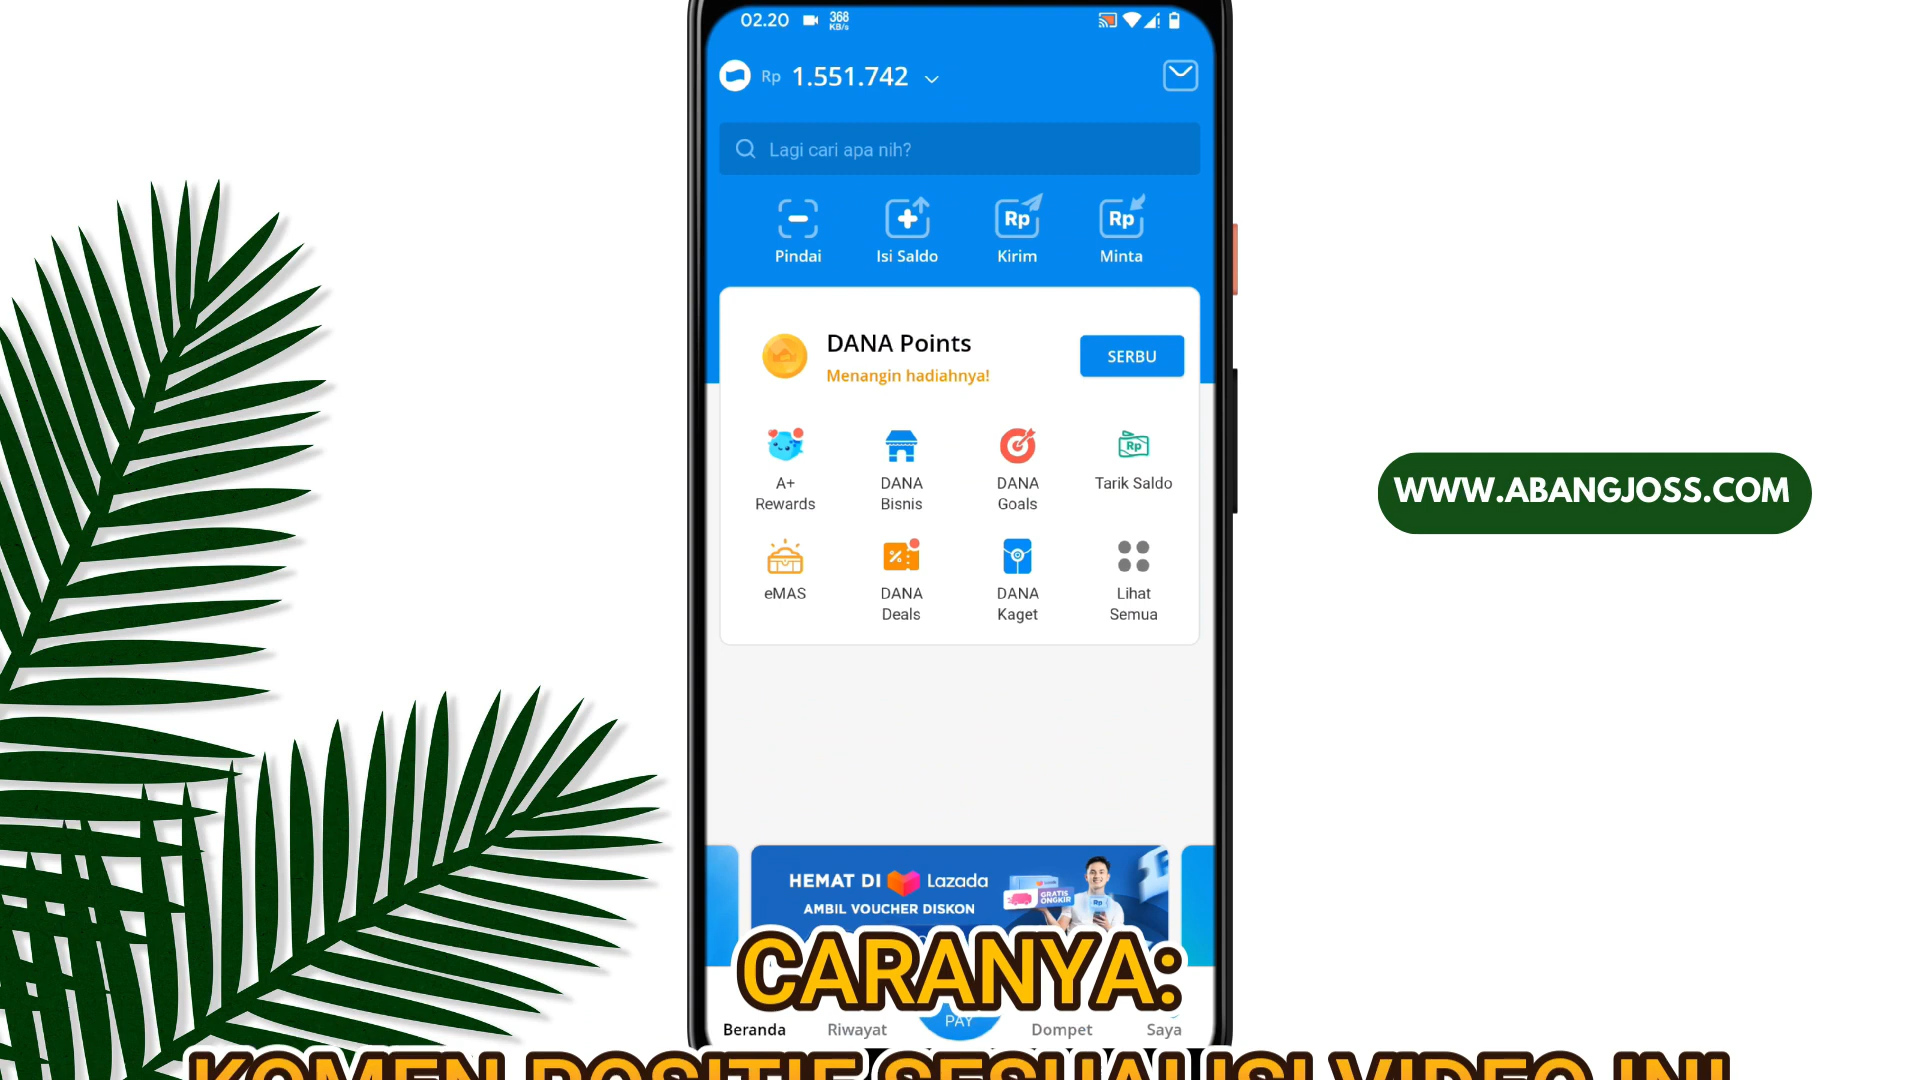 02.20 368 KB/s
Rp 1.551.742
Lagi cari apa nih?
Rp Rp
Pindai Isi Saldo Kirim Minta
DANA Points
Menangin hadiahnya!
SERBU
Rp
A+ Rewards
DANA Bisnis
DANA Goals
Tarik Saldo
eMAS
DANA Deals
DANA Kaget
Lihat Semua
WWW.ABANGJOSS.COM
HEMAT DI Lazada
AMBIL VOUCHER DISKON
GRATIS ONGKIR
CARANYA:
PAY
Beranda Riwayat Dompet Saya
KOMEN POSITIF SESUAI ISI VIDEO INI